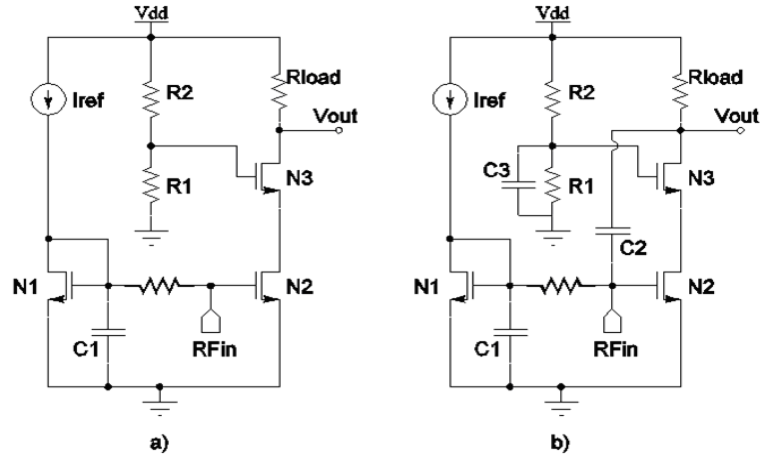 Vdd
Iref
R2
Rload
Vout
R1
N3
N1
N2
C1
RFin
a)
Vdd
Iref
R2
Rload
Vout
C3
R1
N3
C2
N1
N2
C1
RFin
b)